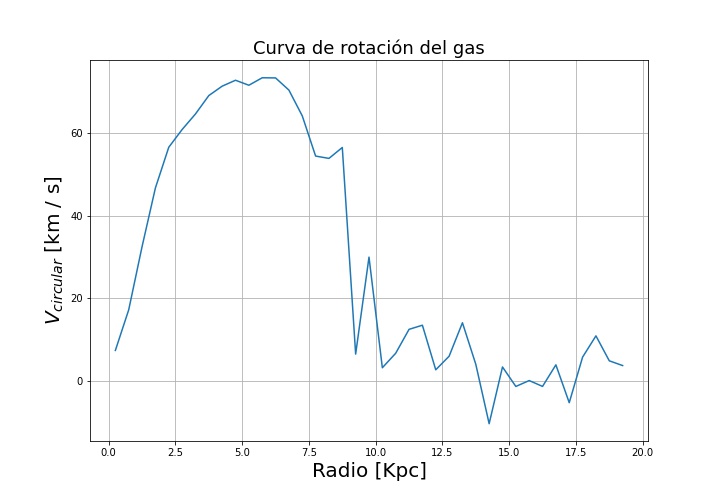 Curva de rotación del gas
V_circular [km / s]
60
40
20
0
0.0 2.5 5.0 7.5 10.0 12.5 15.0 17.5 20.0
Radio [Kpc]